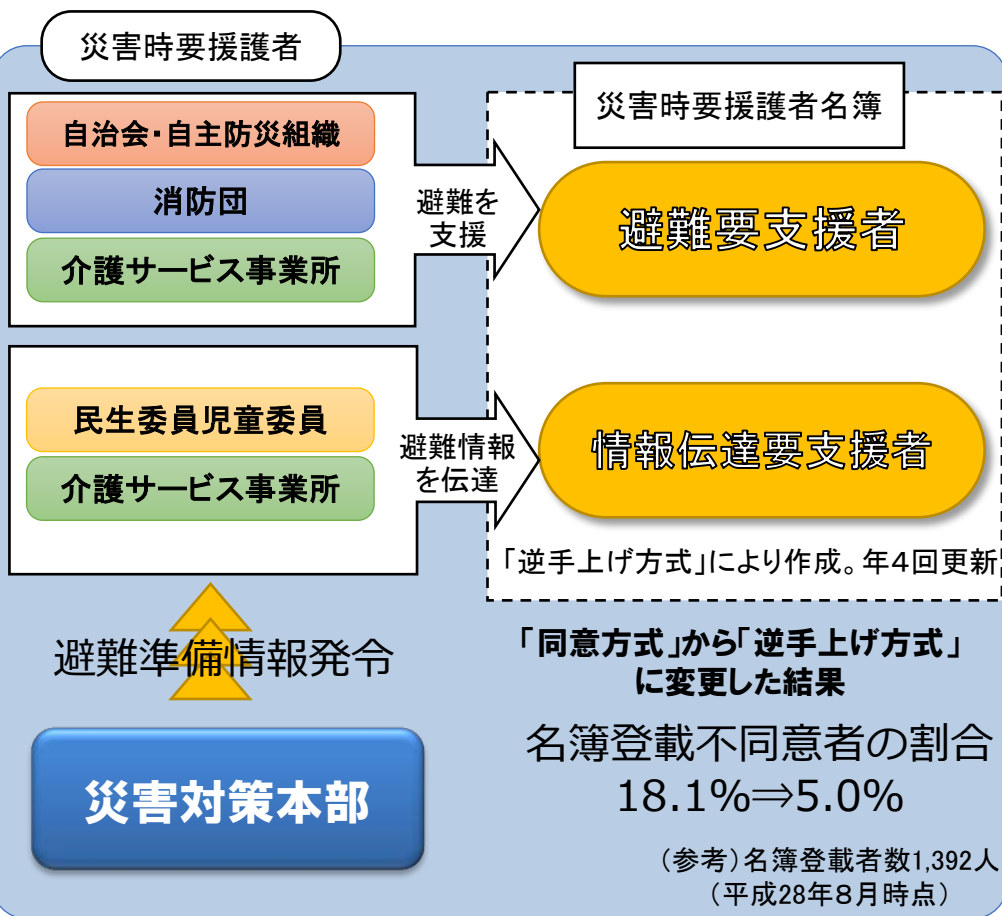 災害時要援護者
自治会・自主防災組織
消防団
介護サービス事業所
避難を
支援
災害時要援護者名簿
避難要支援者
民生委員児童委員
介護サービス事業所
避難情報
を伝達
情報伝達要支援者
「逆手上げ方式」により作成。年4回更新
避難準備情報発令
災害対策本部
「同意方式」から「逆手上げ方式」
に変更した結果
名簿登載不同意者の割合
18.1%⇒5.0%
（参考）名簿登載者数1,392人
（平成28年8月時点）